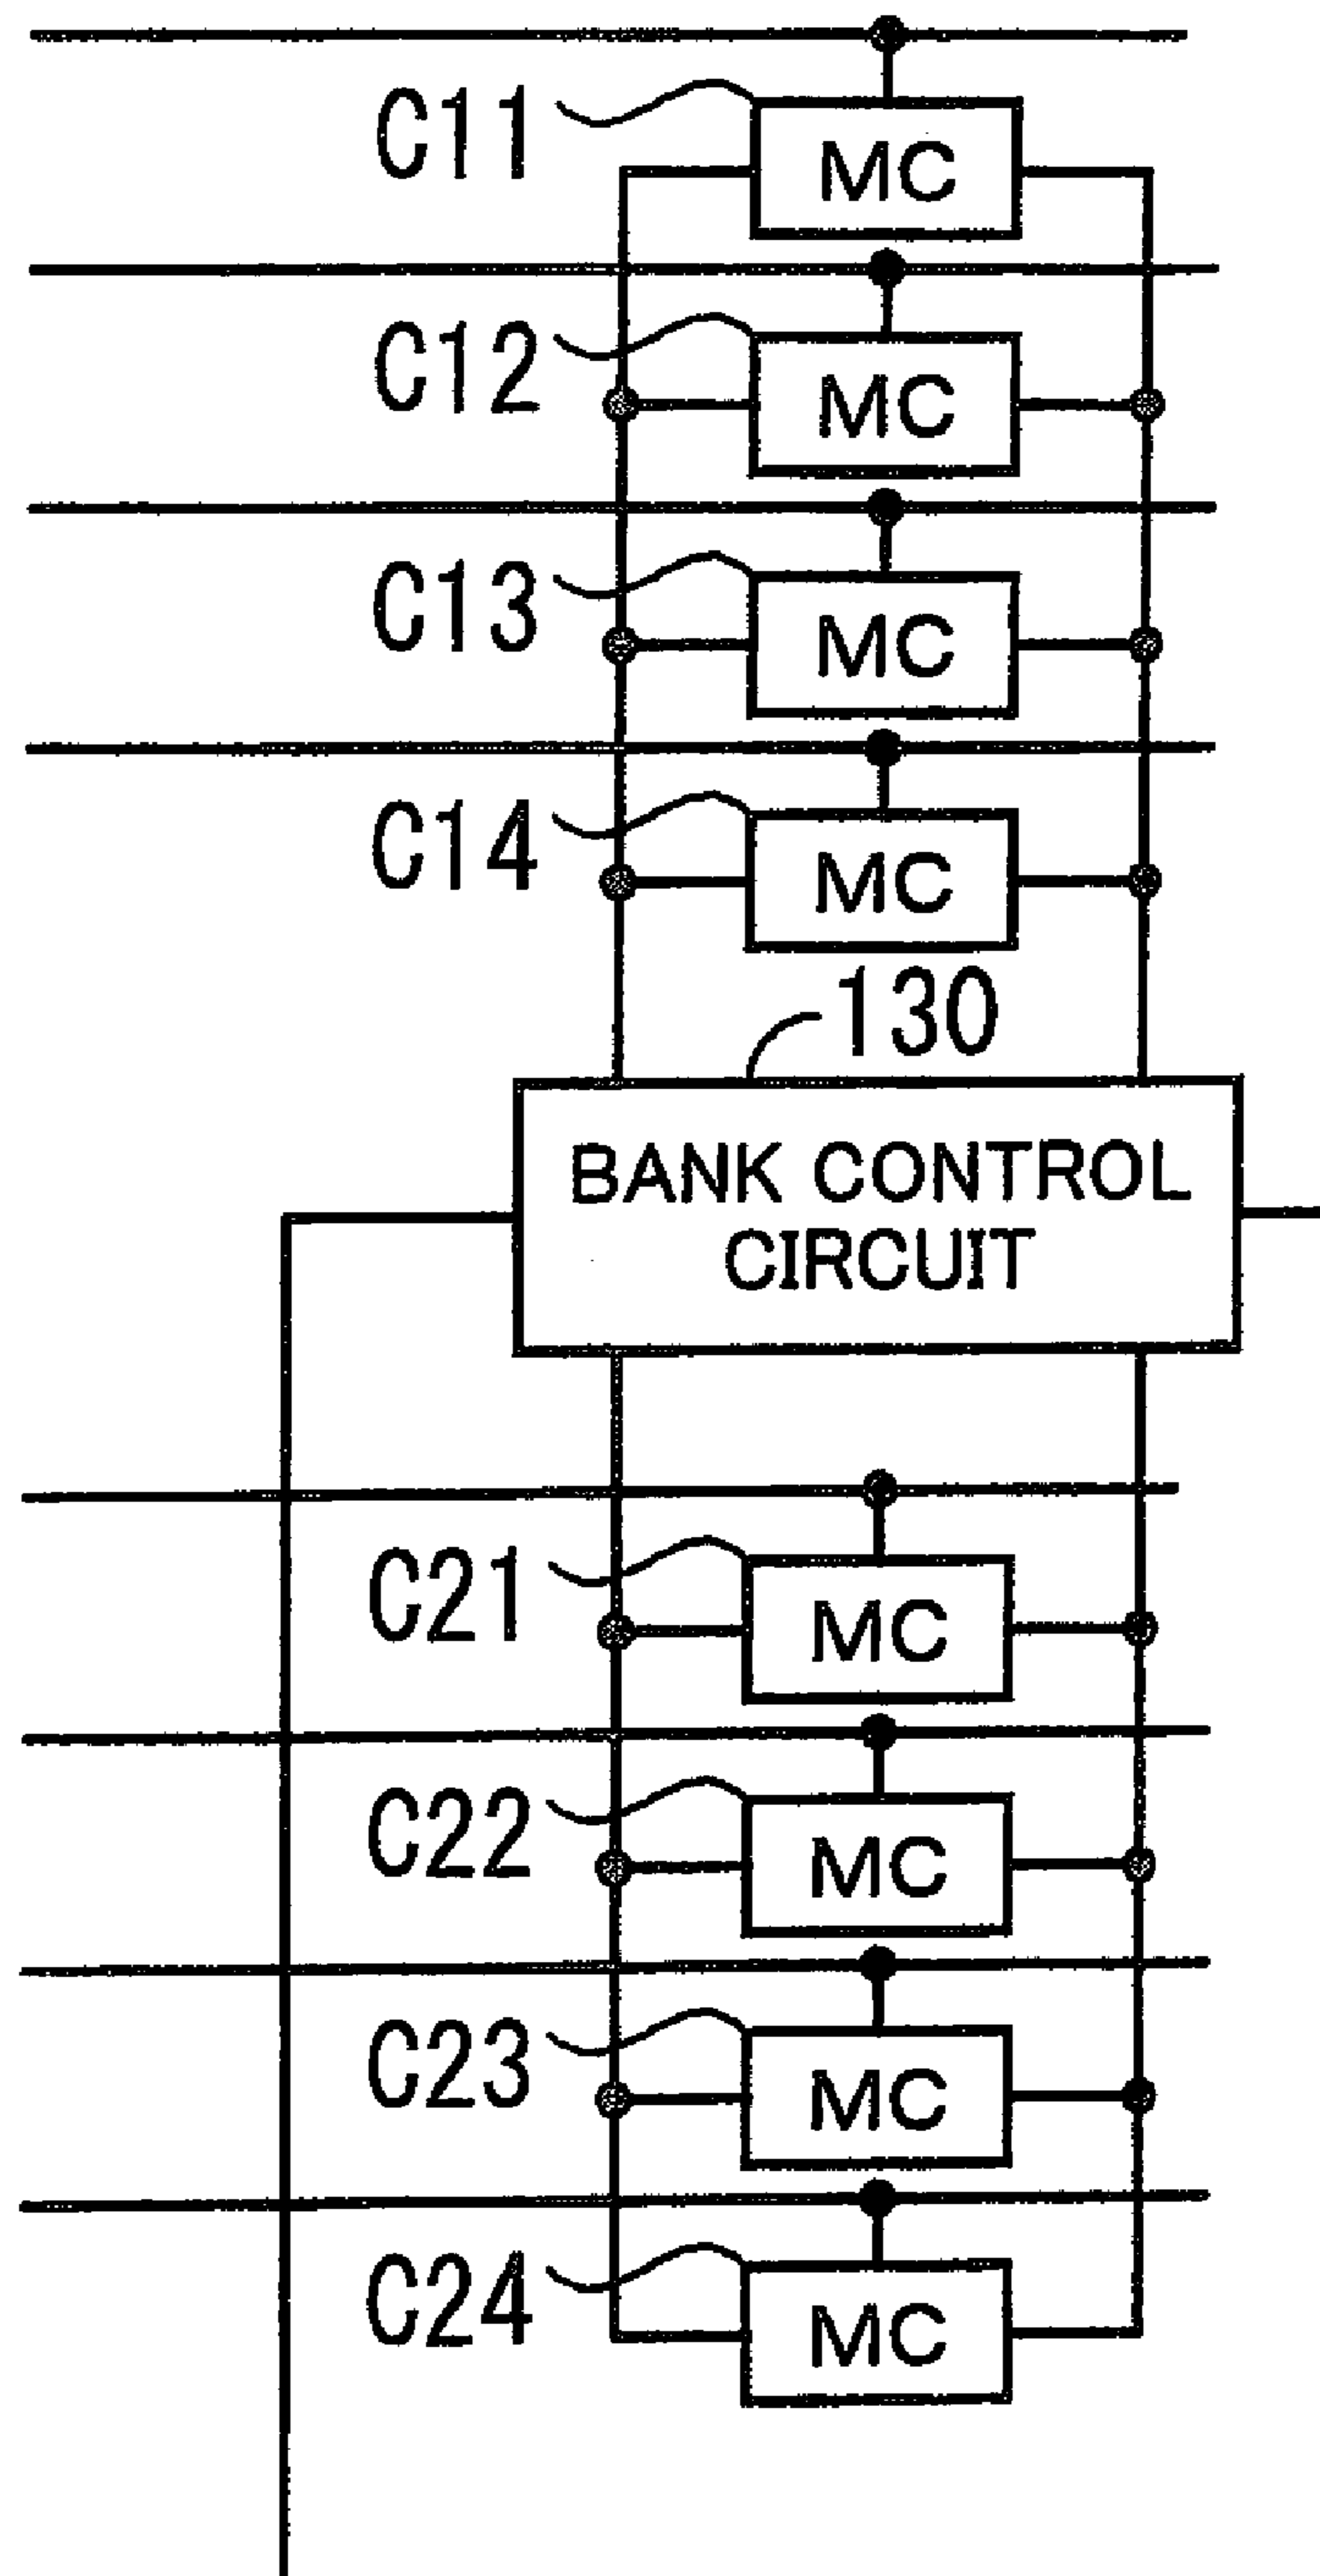 C11
MC
C12
MC
C13
MC
C14
MC
130
BANK CONTROL
CIRCUIT
C21
MC
C22
MC
C23
MC
C24
MC